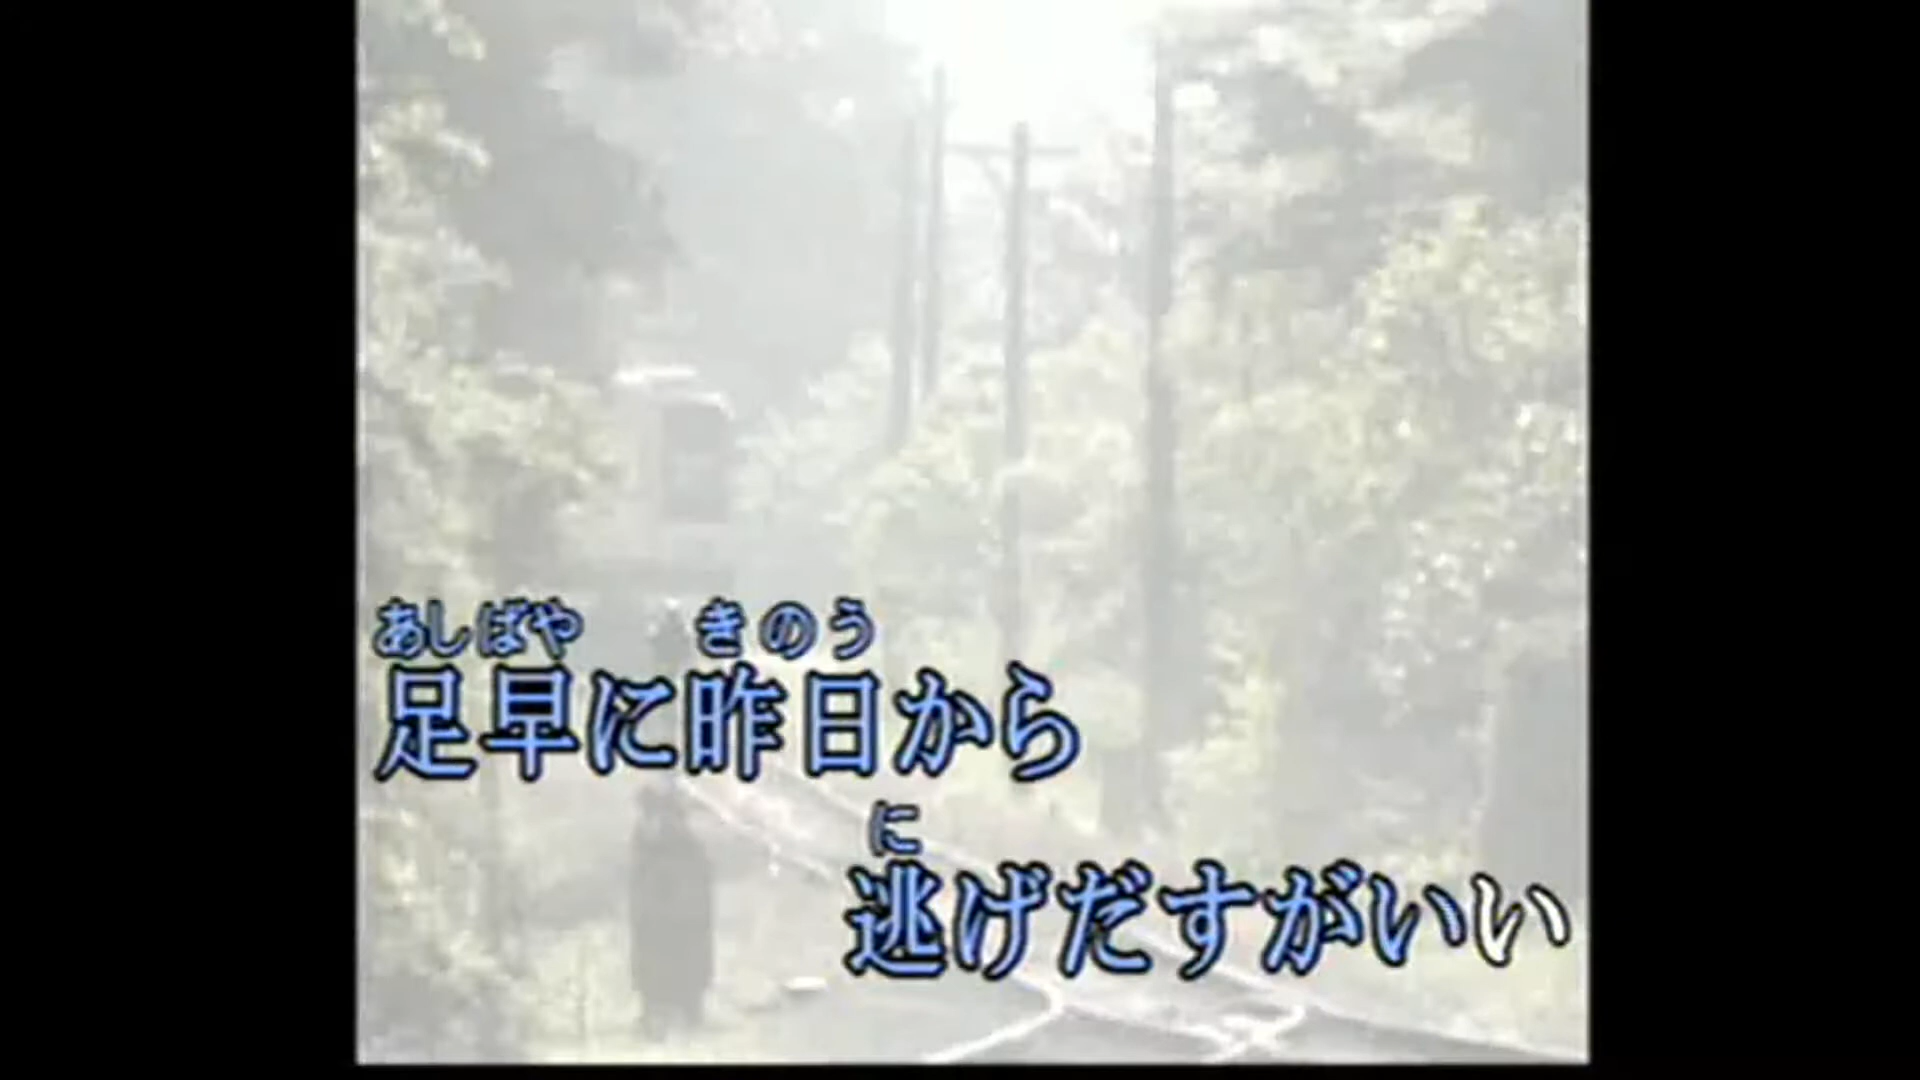 あしばや きのう
足早に昨日から
に
逃げだすがいい